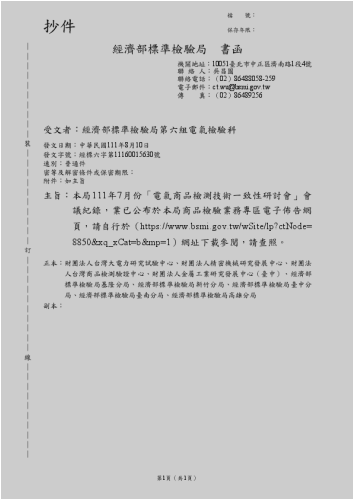 檔　　號：
保存年限：
抄件
經濟部標準檢驗局　書函
機關地址：10051臺北市中正區濟南路1段4號
聯 絡 人：吳昌圖
聯絡電話：(02)86488058-259
電子郵件：ctwu@bsmi.gov.tw
傳　　真：(02)86489256
受文者：經濟部標準檢驗局第六組電氣檢驗科
發文日期：中華民國111年8月10日
發文字號：經標六字第11160015630號
速別：普通件
密等及解密條件或保密期限：
附件：如主旨
主旨：本局111年7月份「電氣商品檢測技術一致性研討會」會
議紀錄，業已公布於本局商品檢驗業務專區電子佈告網
頁，請自行於（https://www.bsmi.gov.tw/wSite/lp?ctNode=
8850&xq_xCat=b&mp=1）網址下載參閱，請查照。
正本：財團法人台灣大電力研究試驗中心、財團法人精密機械研究發展中心、財團法
人台灣商品檢測驗證中心、財團法人金屬工業研究發展中心（臺中）、經濟部
標準檢驗局基隆分局、經濟部標準檢驗局新竹分局、經濟部標準檢驗局臺中分
局、經濟部標準檢驗局臺南分局、經濟部標準檢驗局高雄分局
副本：
裝
訂
線
第1頁（共1頁）